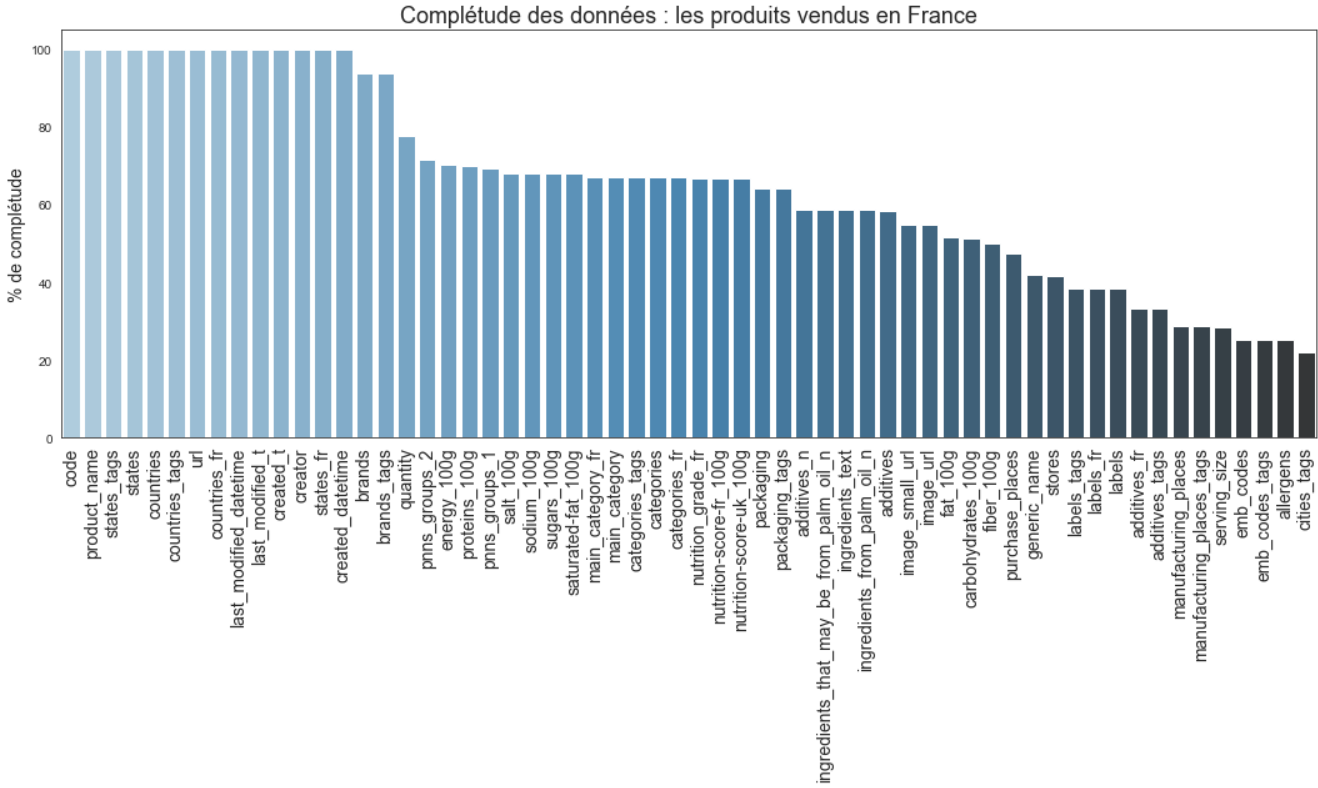 Complétude des données : les produits vendus en France
% de complétude
100
80
60
40
20
0
code
product_name
states_tags
states
countries
countries_tags
url
countries_fr
last_modified_datetime
last_modified_t
created_t
creator
states_fr
created_datetime
brands
brands_tags
quantity
pnns_groups_2
energy_100g
proteins_100g
pnns_groups_1
salt_100g
sodium_100g
sugars_100g
saturated-fat_100g
main_category_fr
main_category
categories_tags
categories
categories_fr
nutrition_grade_fr
nutrition-score-fr_100g
nutrition-score-uk_100g
packaging
packaging_tags
additives_n
ingredients_that_may_be_from_palm_oil_n
ingredients_text
ingredients_from_palm_oil_n
additives
image_small_url
image_url
fat_100g
carbohydrates_100g
fiber_100g
purchase_places
generic_name
stores
labels_tags
labels_fr
labels
additives_fr
additives_tags
manufacturing_places
manufacturing_places_tags
serving_size
emb_codes
emb_codes_tags
allergens
cities_tags